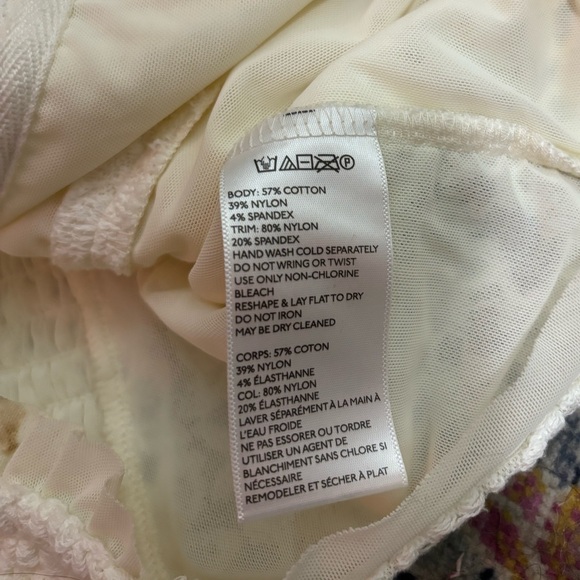 BODY: 57% COTTON
39% NYLON
4% SPANDEX
TRIM: 80% NYLON
20% SPANDEX
HAND WASH COLD SEPARATELY
DO NOT WRING OR TWIST
USE ONLY NON-CHLORINE
BLEACH
RESHAPE & LAY FLAT TO DRY
DO NOT IRON
MAY BE DRY CLEANED
CORPS: 57% COTTON
39% NYLON
4% ÉLASTHANNE
COL: 80% NYLON
20% ÉLASTHANNE
LAVER SÉPARÉMENT À LA MAIN À
L'EAU FROIDE
NE PAS ESSORER OU TORDRE
UTILISER UN AGENT DE
BLANCHIMENT SANS CHLORE SI
NÉCESSAIRE
REMODELER ET SÉCHER À PLAT